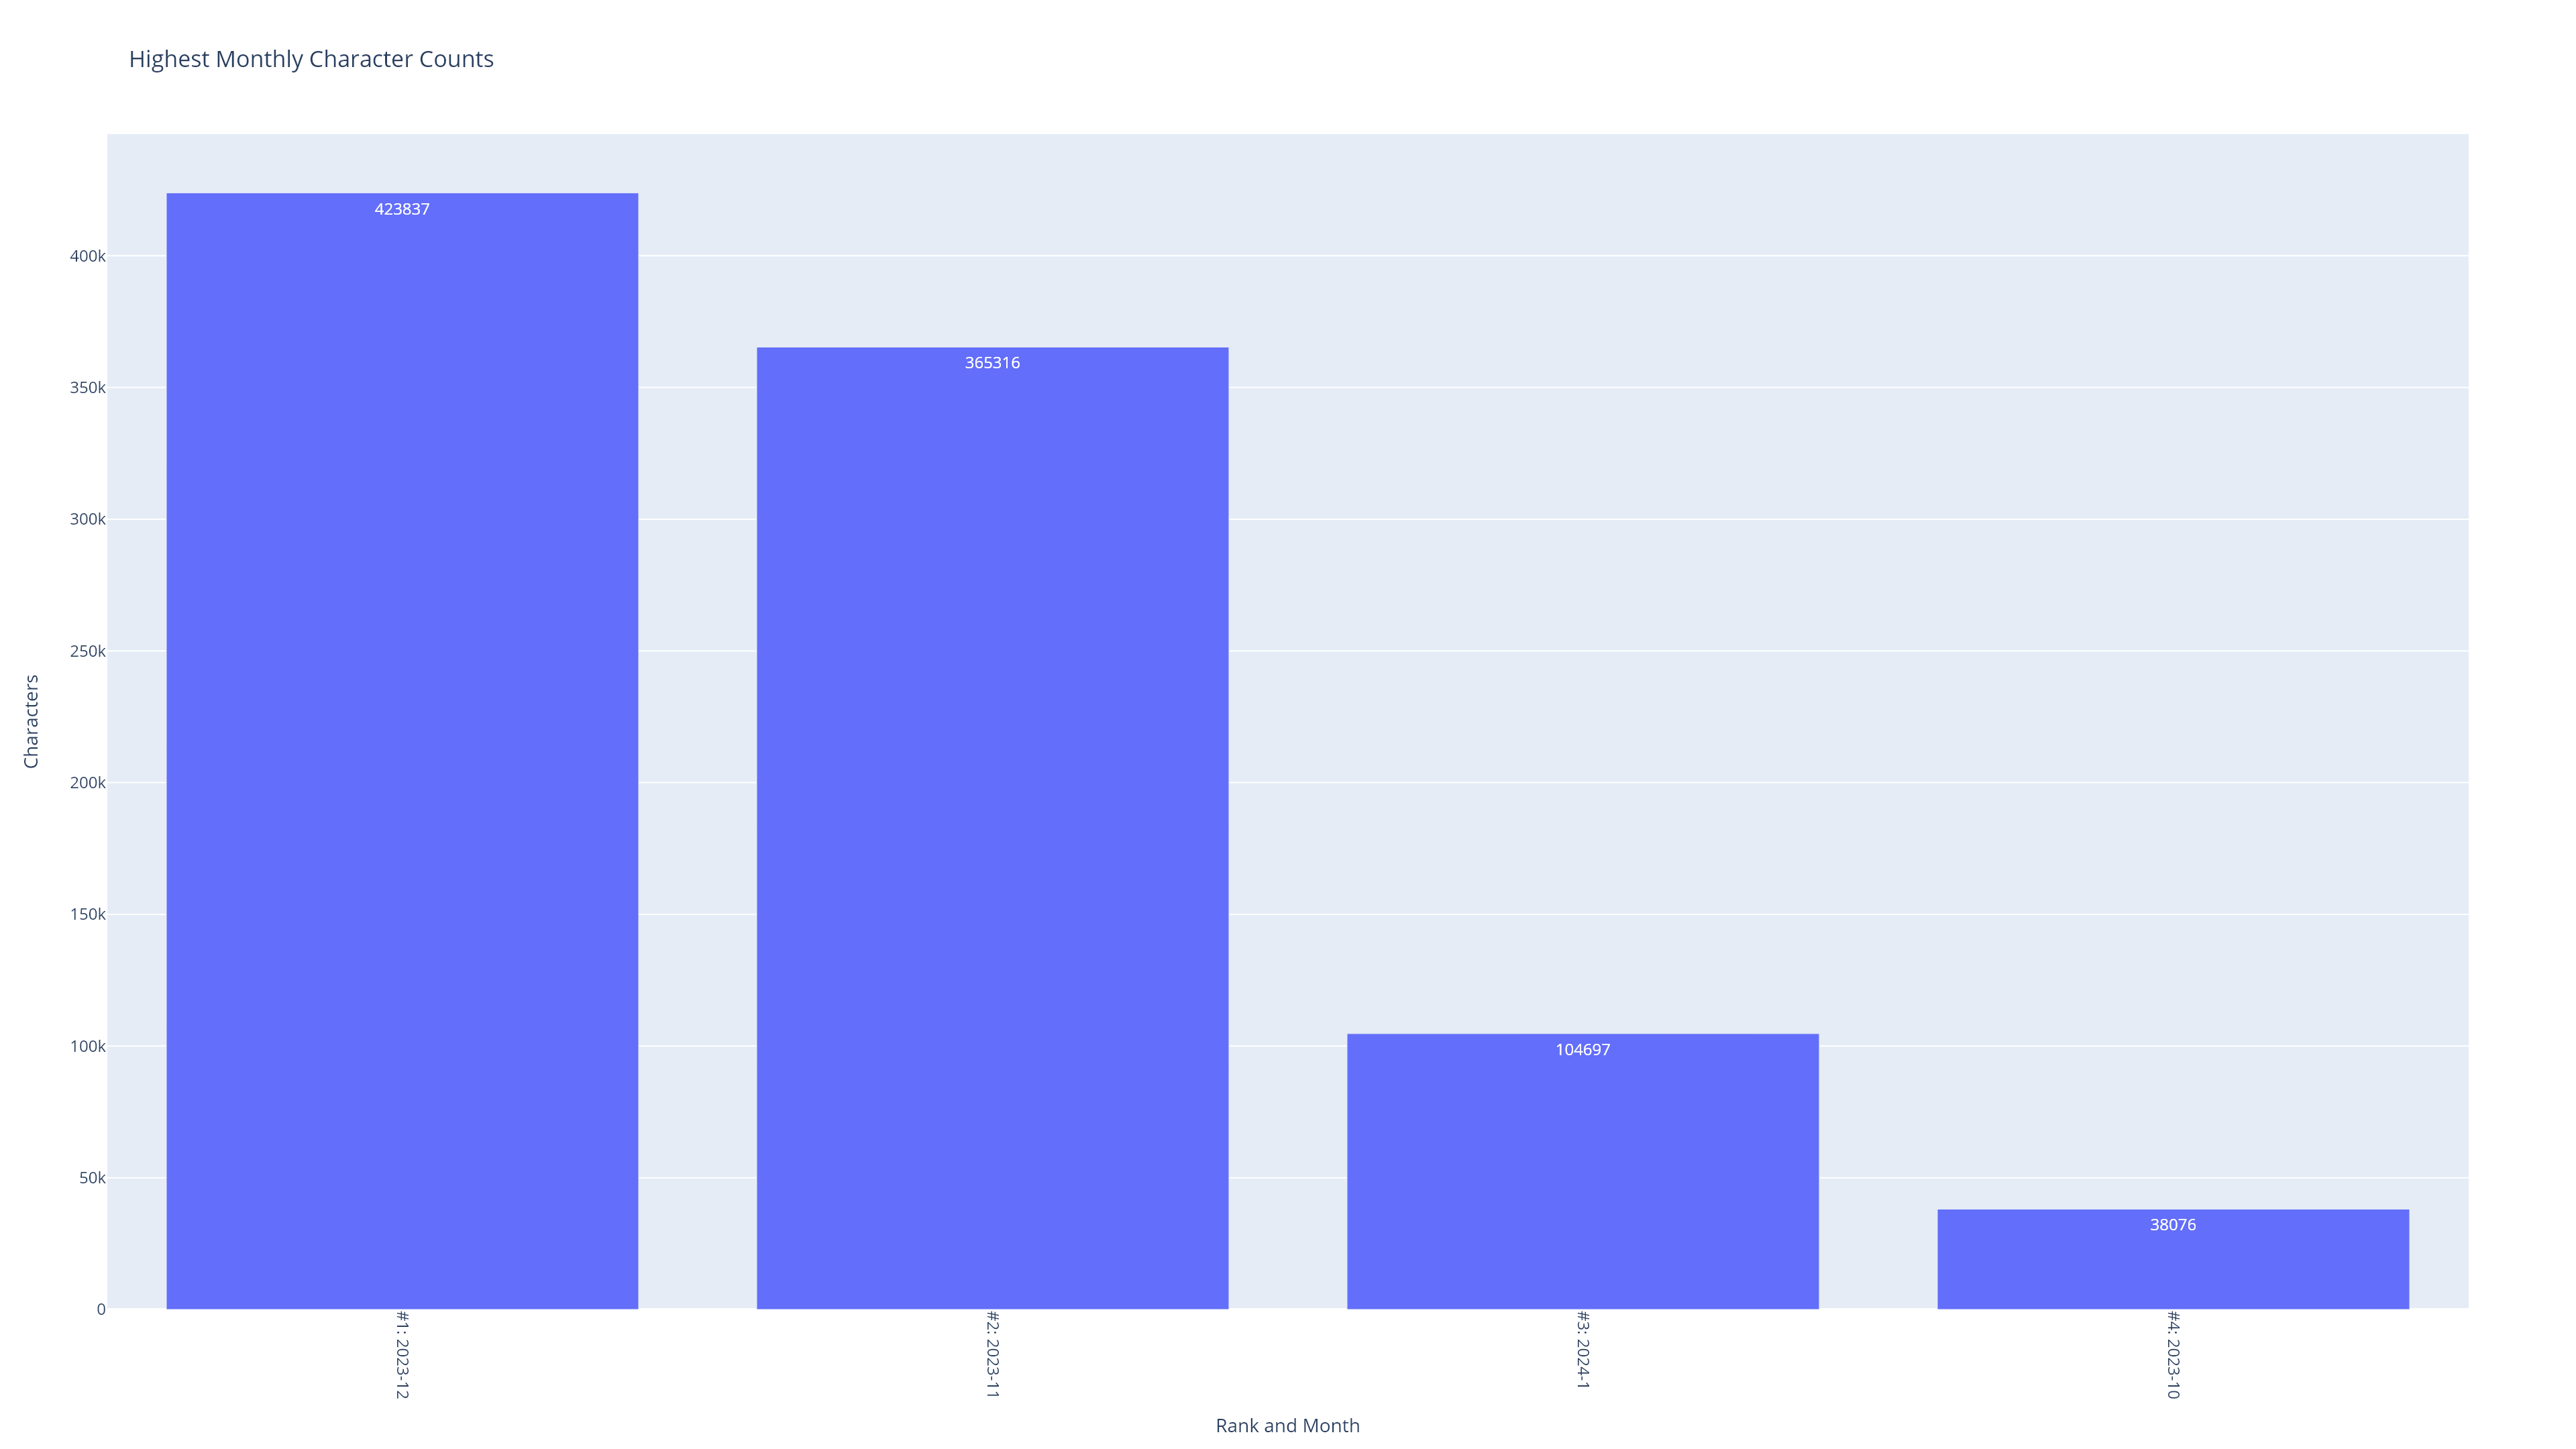 Highest Monthly Character Counts
423837
365316
104697
38076
400k
350k
300k
250k
200k
150k
100k
50k
0
Characters
#1: 2023-12
#2: 2023-11
#3: 2024-1
#4: 2023-10
Rank and Month